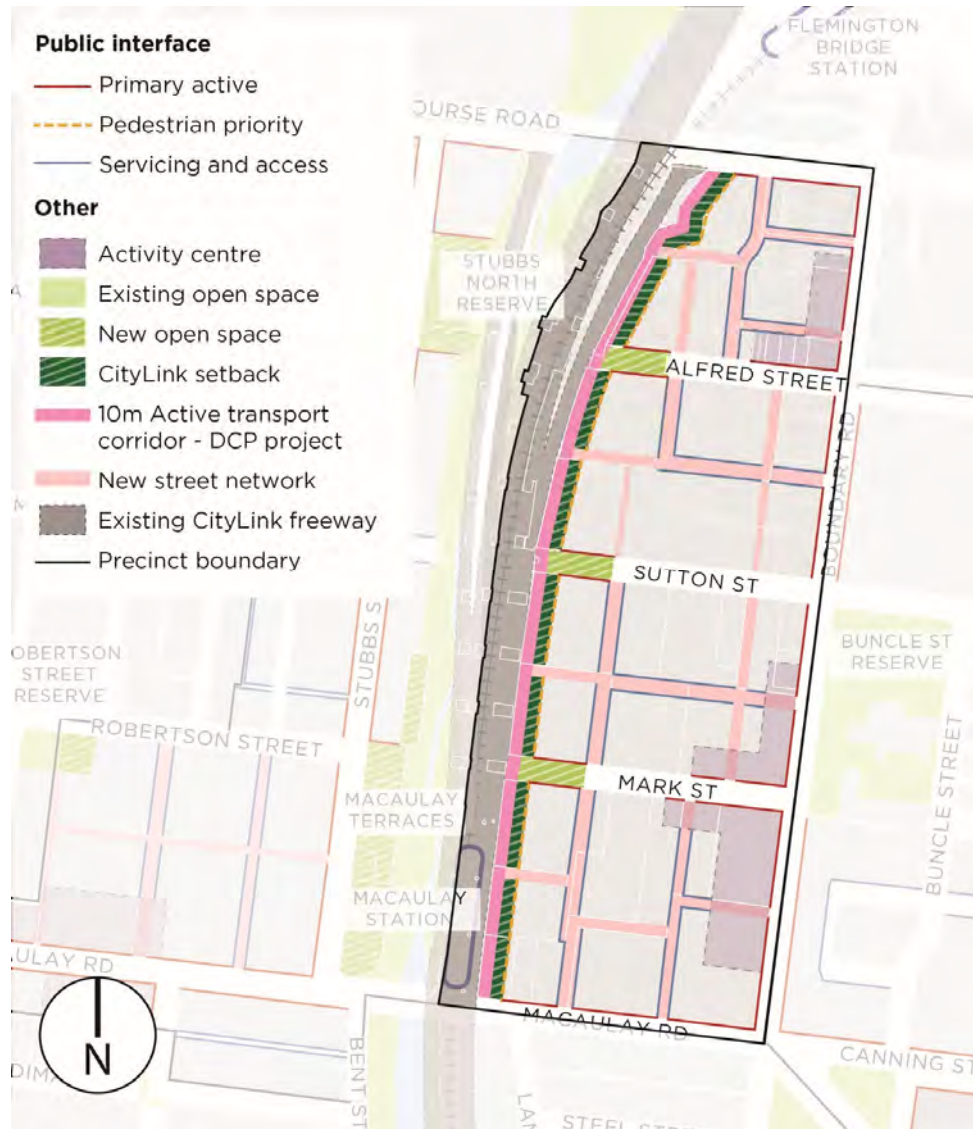 Public interface
Primary active
Pedestrian priority
Servicing and access
Other
Activity centre
Existing open space
New open space
CityLink setback
10m Active transport
corridor - DCP project
New street network
Existing CityLink freeway
Precinct boundary
FLEMINGTON
BRIDGE
STATION
OURSE ROAD
STUBBS
NORTH
RESERVE
ALFRED STREET
BOUNDARY RD
SUTTON ST
BUNCLE ST
RESERVE
OBERTSON
STREET
RESERVE
STUBBS S
ROBERTSON STREET
MARK ST
MACAULAY
TERRACES
BUNCLE STREET
MACAULAY
STATION
ULAY RD
MACAULAY RD
N
BENT ST
CANNING ST
DIMA
LAN
STEEL STRE